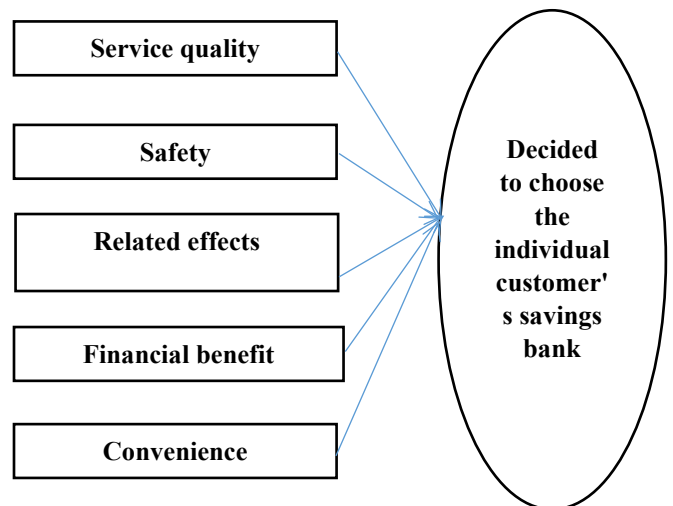 Service quality
Safety
Related effects
Financial benefit
Convenience
Decided
to choose
the
individual
customer'
s savings
bank